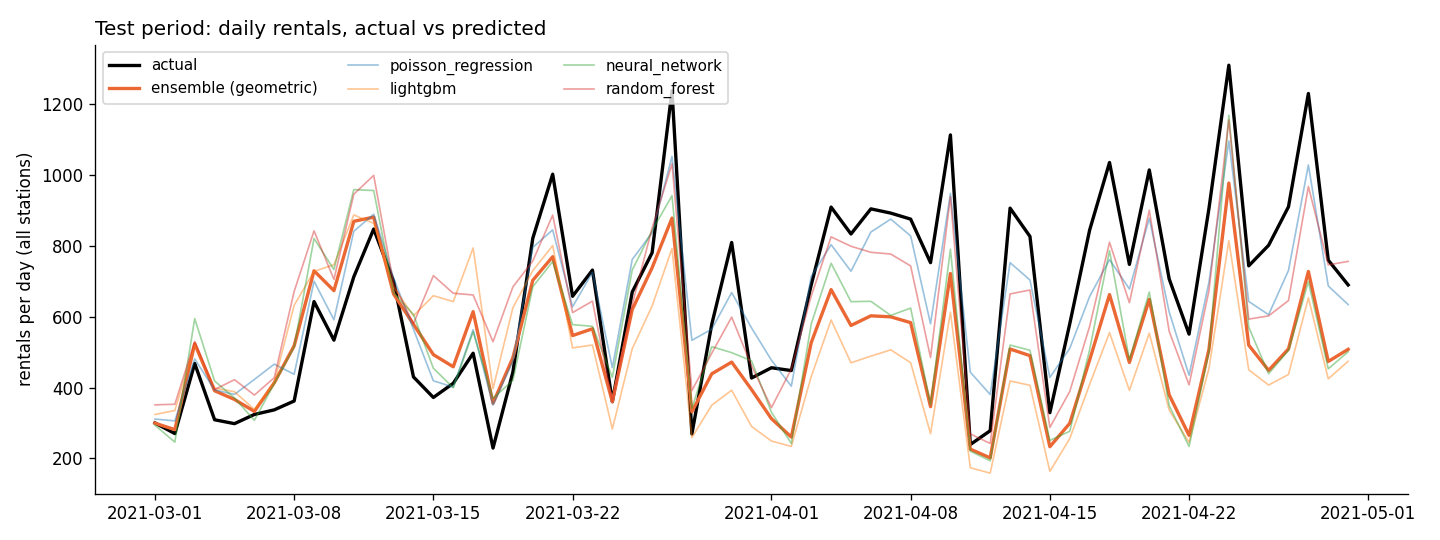 Test period: daily rentals, actual vs predicted
actual
ensemble (geometric)
poisson_regression
lightgbm
neural_network
random_forest
rentals per day (all stations)
1200
1000
800
600
400
200
2021-03-01
2021-03-08
2021-03-15
2021-03-22
2021-04-01
2021-04-08
2021-04-15
2021-04-22
2021-05-01